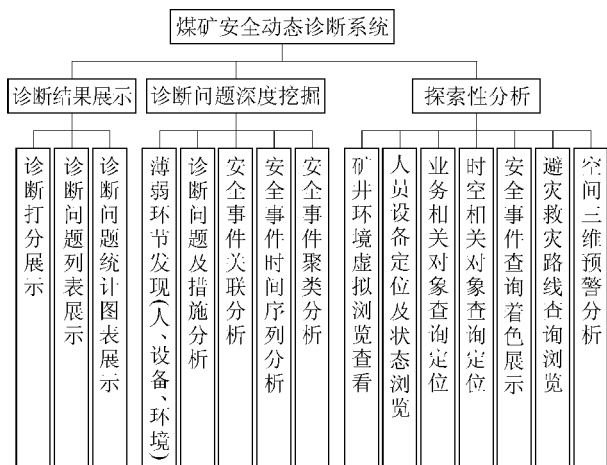 煤矿安全动态诊断系统
诊断结果展示
诊断问题深度挖掘
探索性分析
诊断打分展示
诊断问题列表展示
诊断问题统计图表展示
薄弱环节发现(人、设备、环境)
诊断问题及措施分析
安全事件关联分析
安全事件时间序列分析
安全事件聚类分析
矿井环境虚拟浏览查看
人员设备定位及状态浏览
业务相关对象查询定位
时空相关对象查询定位
安全事件查询着色展示
避灾救灾路线查询浏览
空间三维预警分析